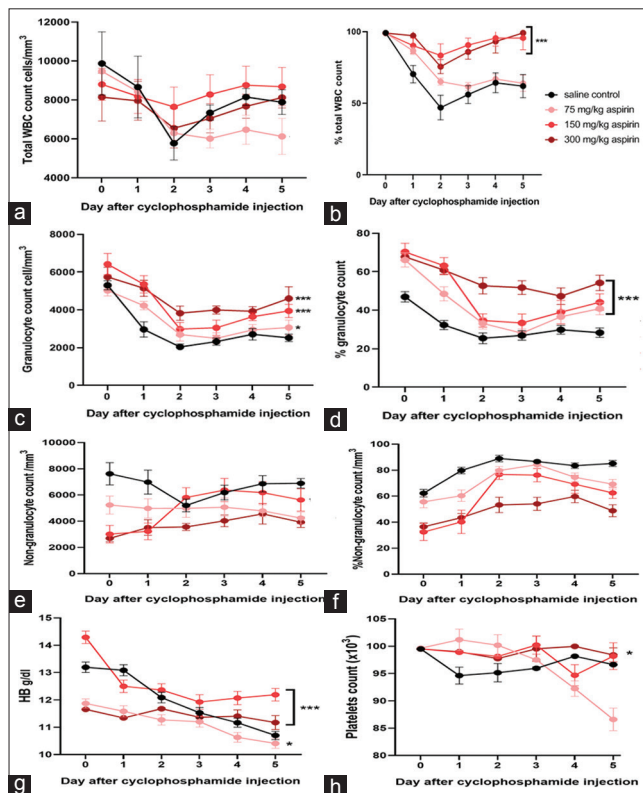 Total WBC count cells/mm³
12000
10000
8000
6000
4000
0 1 2 3 4 5
Day after cyclophosphamide injection
a
% total WBC count
100
50
0
***
0 1 2 3 4 5
Day after cyclophosphamide injection
b
saline control
75 mg/kg aspirin
150 mg/kg aspirin
300 mg/kg aspirin
Granulocyte count cell/mm³
8000
6000
4000
2000
0
***
***
*
0 1 2 3 4 5
Day after cyclophosphamide injection
c
% granulocyte count
80
60
40
20
0
***
0 1 2 3 4 5
Day after cyclophosphamide injection
d
Non-granulocyte count /mm³
10000
8000
6000
4000
2000
0
0 1 2 3 4 5
Day after cyclophosphamide injection
e
%Non-granulocyte count
100
80
60
40
20
0
0 1 2 3 4 5
Day after cyclophosphamide injection
f
HB g/dl
15
14
13
12
11
10
***
*
0 1 2 3 4 5
Day after cyclophosphamide injection
g
Platelets count (x10³)
105
100
95
90
85
80
*
0 1 2 3 4 5
Day after cyclophosphamide injection
h